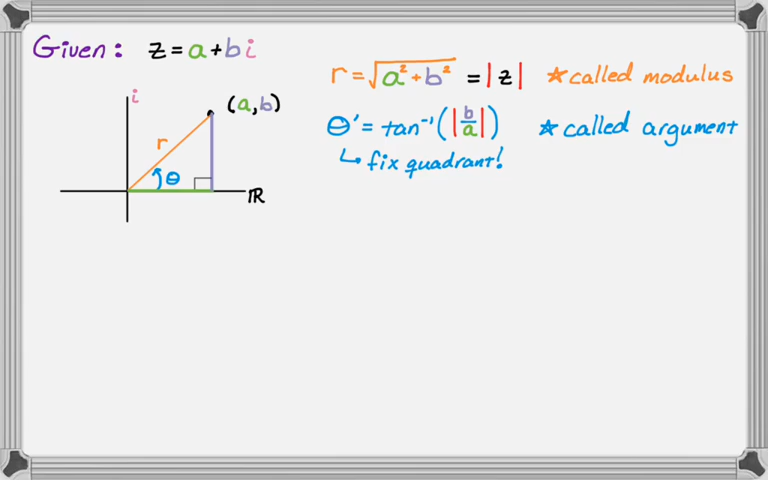 Given: z = a + bi
r = √(a² + b²) = |z| ★called modulus
i
(a,b)
θ' = tan⁻¹(|b/a|) ★called argument
r
↳ fix quadrant!
θ
ℝ